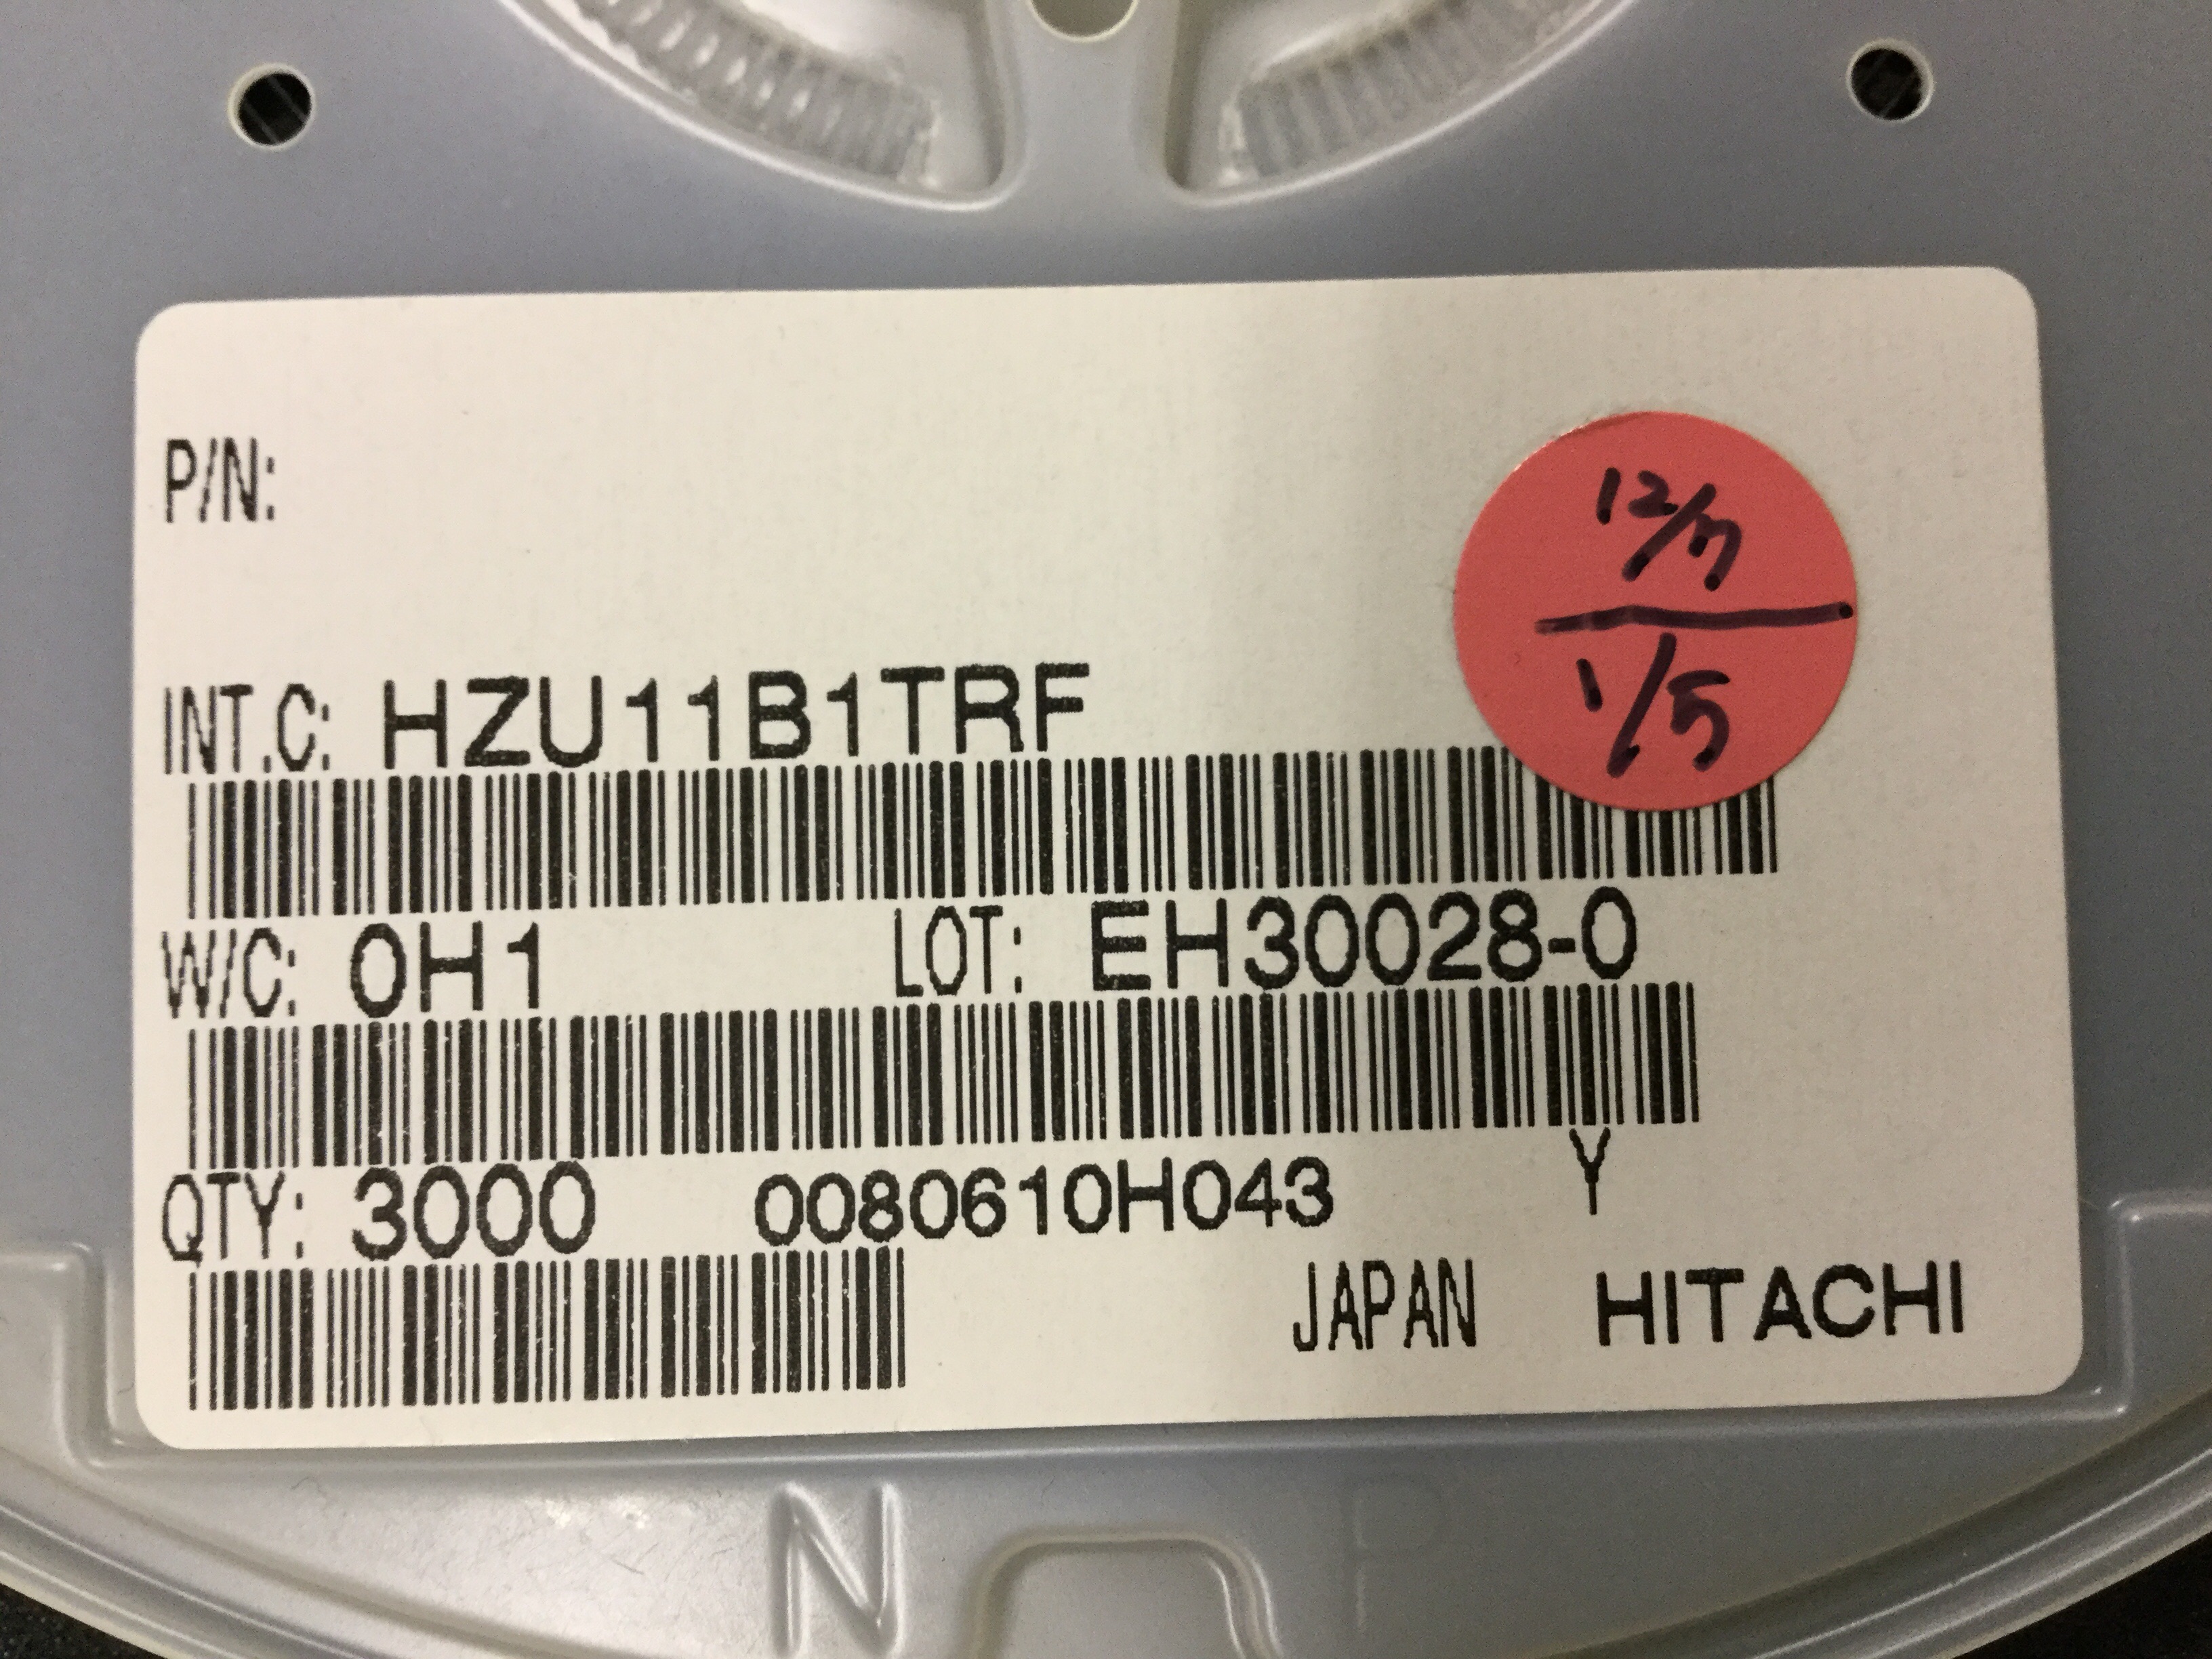 P/N:
12/7
1/5
INT.C: HZU11B1TRF
W/C: 0H1 LOT: EH30028-0
QTY: 3000 0080610H043 Y
JAPAN HITACHI
N P